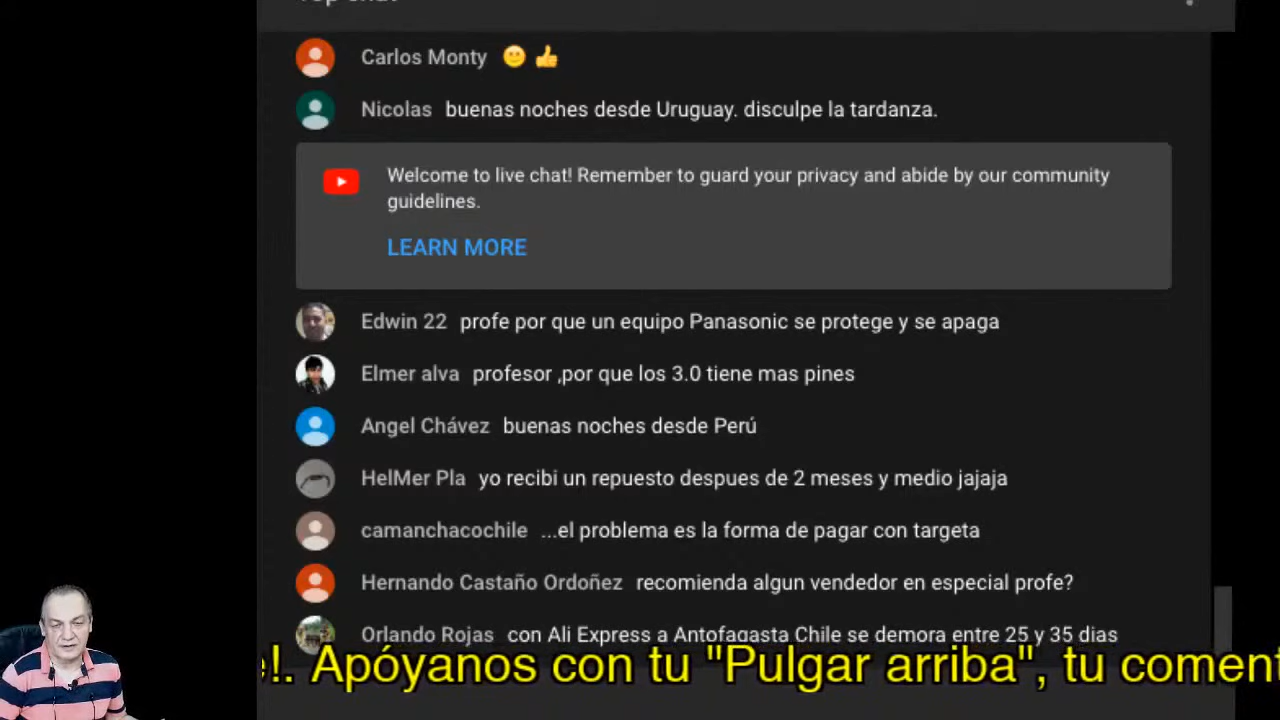 Top chat
Carlos Monty 🙂👍
Nicolas buenas noches desde Uruguay. disculpe la tardanza.
Welcome to live chat! Remember to guard your privacy and abide by our community
guidelines.
LEARN MORE
Edwin 22 profe por que un equipo Panasonic se protege y se apaga
Elmer alva profesor ,por que los 3.0 tiene mas pines
Angel Chávez buenas noches desde Perú
HelMer Pla yo recibi un repuesto despues de 2 meses y medio jajaja
camanchacochile ...el problema es la forma de pagar con targeta
Hernando Castaño Ordoñez recomienda algun vendedor en especial profe?
Orlando Rojas con Ali Express a Antofagasta Chile se demora entre 25 y 35 dias
e!. Apóyanos con tu "Pulgar arriba", tu coment